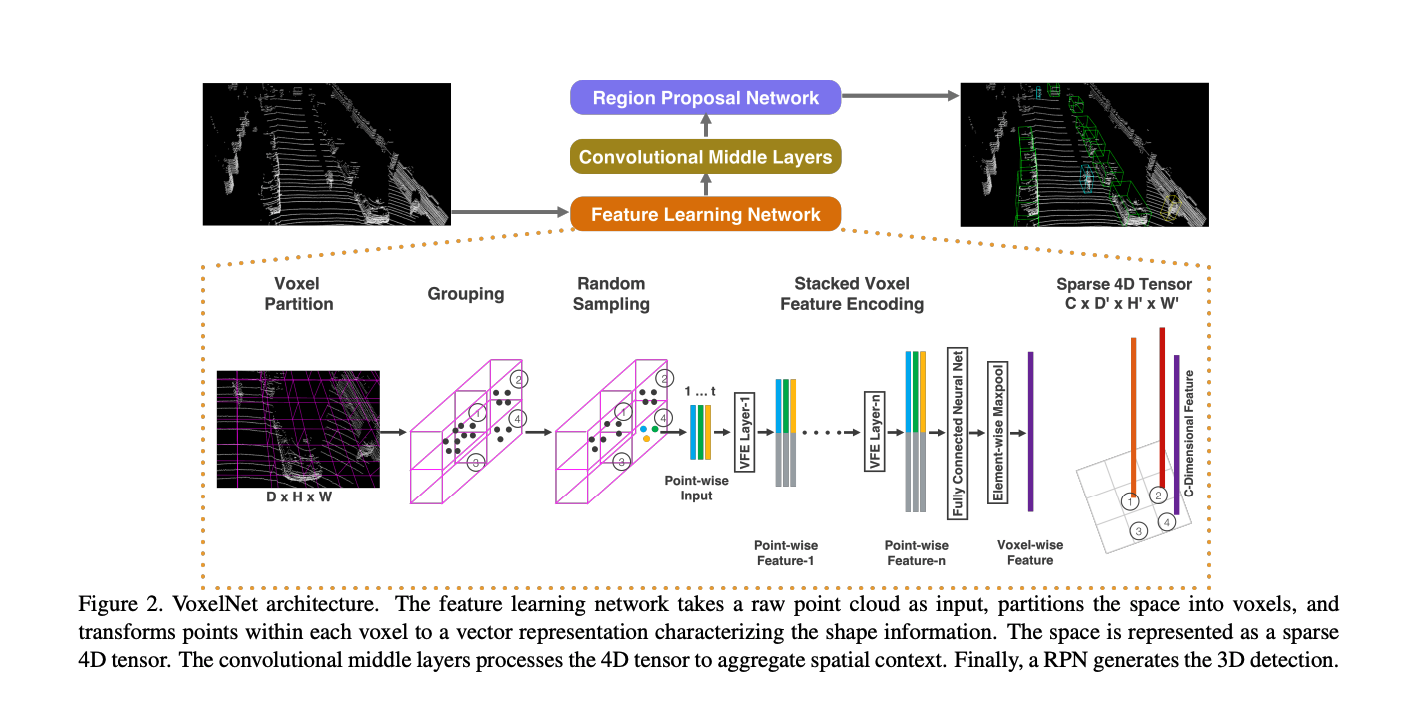 Region Proposal Network
Convolutional Middle Layers
Feature Learning Network
Voxel
Partition
Grouping
Random
Sampling
Stacked Voxel
Feature Encoding
Sparse 4D Tensor
C x D' x H' x W'
D x H x W
1
2
3
4
1
2
3
4
1 ... t
Point-wise
Input
VFE Layer-1
Point-wise
Feature-1
VFE Layer-n
Point-wise
Feature-n
Fully Connected Neural Net
Element-wise Maxpool
Voxel-wise
Feature
C-Dimensional Feature
1
2
3
4
Figure 2. VoxelNet architecture. The feature learning network takes a raw point cloud as input, partitions the space into voxels, and
transforms points within each voxel to a vector representation characterizing the shape information. The space is represented as a sparse
4D tensor. The convolutional middle layers processes the 4D tensor to aggregate spatial context. Finally, a RPN generates the 3D detection.